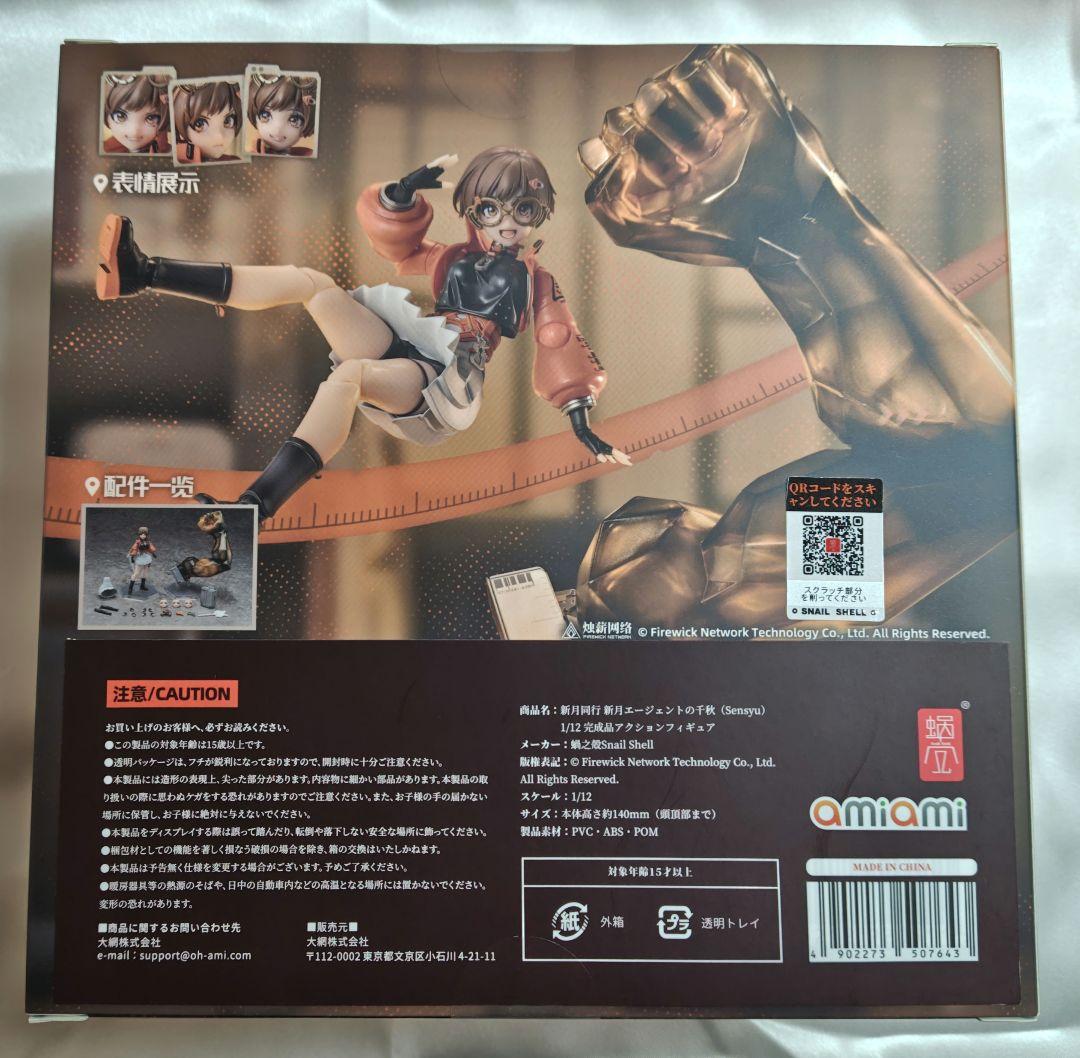 表情展示
配件一览
QRコードをスキ
ャンしてください
スクラッチ部分
を削ってください
SNAIL SHELL
烛薪网络
FIREWICK NETWORK
© Firewick Network Technology Co., Ltd. All Rights Reserved.
注意/CAUTION
お買い上げのお客様へ、必ずお読みください。
●この製品の対象年齢は15歳以上です。
●透明パッケージは、フチが鋭利になっておりますので、開封時に十分ご注意ください。
●本製品には造形の表現上、尖った部分があります。内容物に細かい部品があります。本製品の取
り扱いの際に思わぬケガをする恐れがありますのでご注意ください。また、お子様の手の届かない
場所に保管し、お子様に絶対に与えないでください。
●本製品をディスプレイする際は誤って踏んだり、転倒や落下しない安全な場所に飾ってください。
●梱包材としての機能を著しく損なう破損の場合を除き、箱の交換はいたしかねます。
●本製品は予告無く仕様を変更する場合がございます。予めご了承ください。
●暖房器具等の熱源のそばや、日中の自動車内などの高温となる場所には置かないでください。
変形の恐れがあります。
■商品に関するお問い合わせ先
大網株式会社
e-mail：support@oh-ami.com
■販売元■
大網株式会社
〒112-0002 東京都文京区小石川 4-21-11
商品名：新月同行 新月エージェントの千秋（Sensyu）
1/12 完成品アクションフィギュア
メーカー：蝸之殻Snail Shell
版権表記：© Firewick Network Technology Co., Ltd.
All Rights Reserved.
スケール：1/12
サイズ：本体高さ約140mm（頭頂部まで）
製品素材：PVC・ABS・POM
対象年齢15才以上
紙 外箱
プラ 透明トレイ
®
amiami
MADE IN CHINA
4 902273 507643